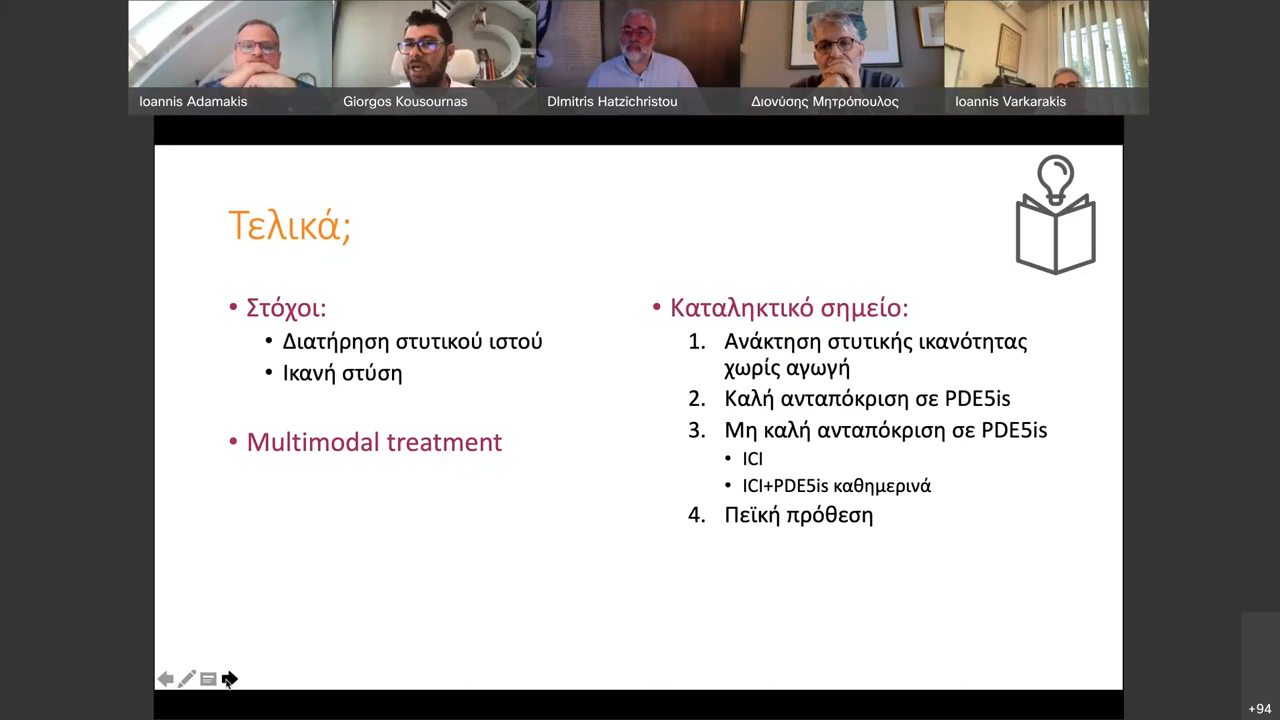 Ioannis Adamakis
Giorgos Kousournas
DImitris Hatzichristou
Διονύσης Μητρόπουλος
Ioannis Varkarakis
Τελικά;
• Στόχοι:
• Διατήρηση στυτικού ιστού
• Ικανή στύση
• Multimodal treatment
• Καταληκτικό σημείο:
1. Ανάκτηση στυτικής ικανότητας
χωρίς αγωγή
2. Καλή ανταπόκριση σε PDE5is
3. Μη καλή ανταπόκριση σε PDE5is
• ICI
• ICI+PDE5is καθημερινά
4. Πεϊκή πρόθεση
+94